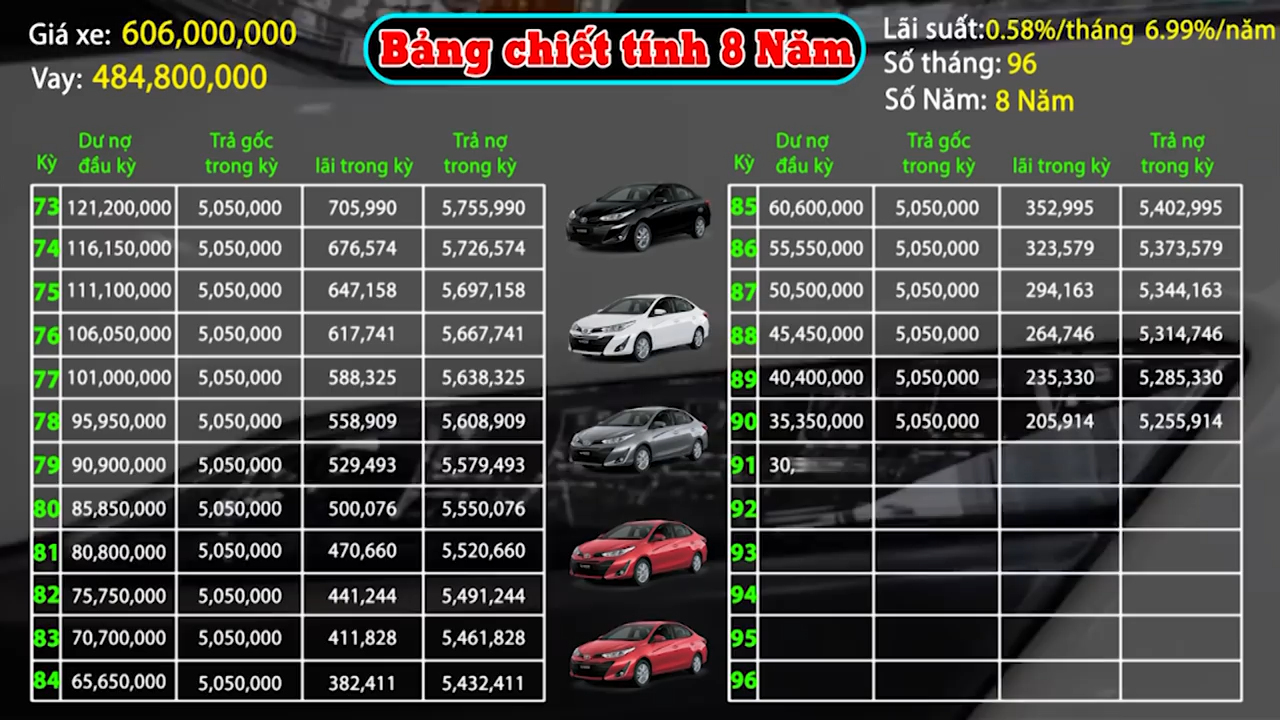 Giá xe: 606,000,000
Vay: 484,800,000
Bảng chiết tính 8 Năm
Lãi suất:0.58%/tháng 6.99%/năm
Số tháng: 96
Số Năm: 8 Năm
Kỳ Dư nợ đầu kỳ Trả gốc trong kỳ lãi trong kỳ Trả nợ trong kỳ
73 121,200,000 5,050,000 705,990 5,755,990
74 116,150,000 5,050,000 676,574 5,726,574
75 111,100,000 5,050,000 647,158 5,697,158
76 106,050,000 5,050,000 617,741 5,667,741
77 101,000,000 5,050,000 588,325 5,638,325
78 95,950,000 5,050,000 558,909 5,608,909
79 90,900,000 5,050,000 529,493 5,579,493
80 85,850,000 5,050,000 500,076 5,550,076
81 80,800,000 5,050,000 470,660 5,520,660
82 75,750,000 5,050,000 441,244 5,491,244
83 70,700,000 5,050,000 411,828 5,461,828
84 65,650,000 5,050,000 382,411 5,432,411
Kỳ Dư nợ đầu kỳ Trả gốc trong kỳ lãi trong kỳ Trả nợ trong kỳ
85 60,600,000 5,050,000 352,995 5,402,995
86 55,550,000 5,050,000 323,579 5,373,579
87 50,500,000 5,050,000 294,163 5,344,163
88 45,450,000 5,050,000 264,746 5,314,746
89 40,400,000 5,050,000 235,330 5,285,330
90 35,350,000 5,050,000 205,914 5,255,914
91 30,
92
93
94
95
96